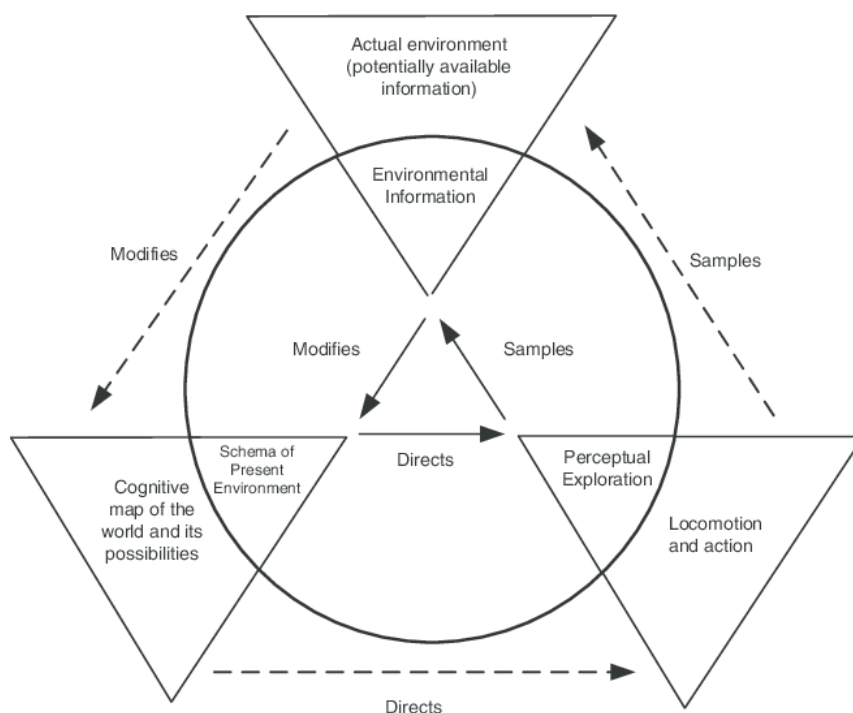 Actual environment
(potentially available
information)
Environmental
Information
Modifies
Samples
Modifies
Samples
Directs
Schema of
Present
Environment
Cognitive
map of the
world and its
possibilities
Perceptual
Exploration
Locomotion
and action
Directs